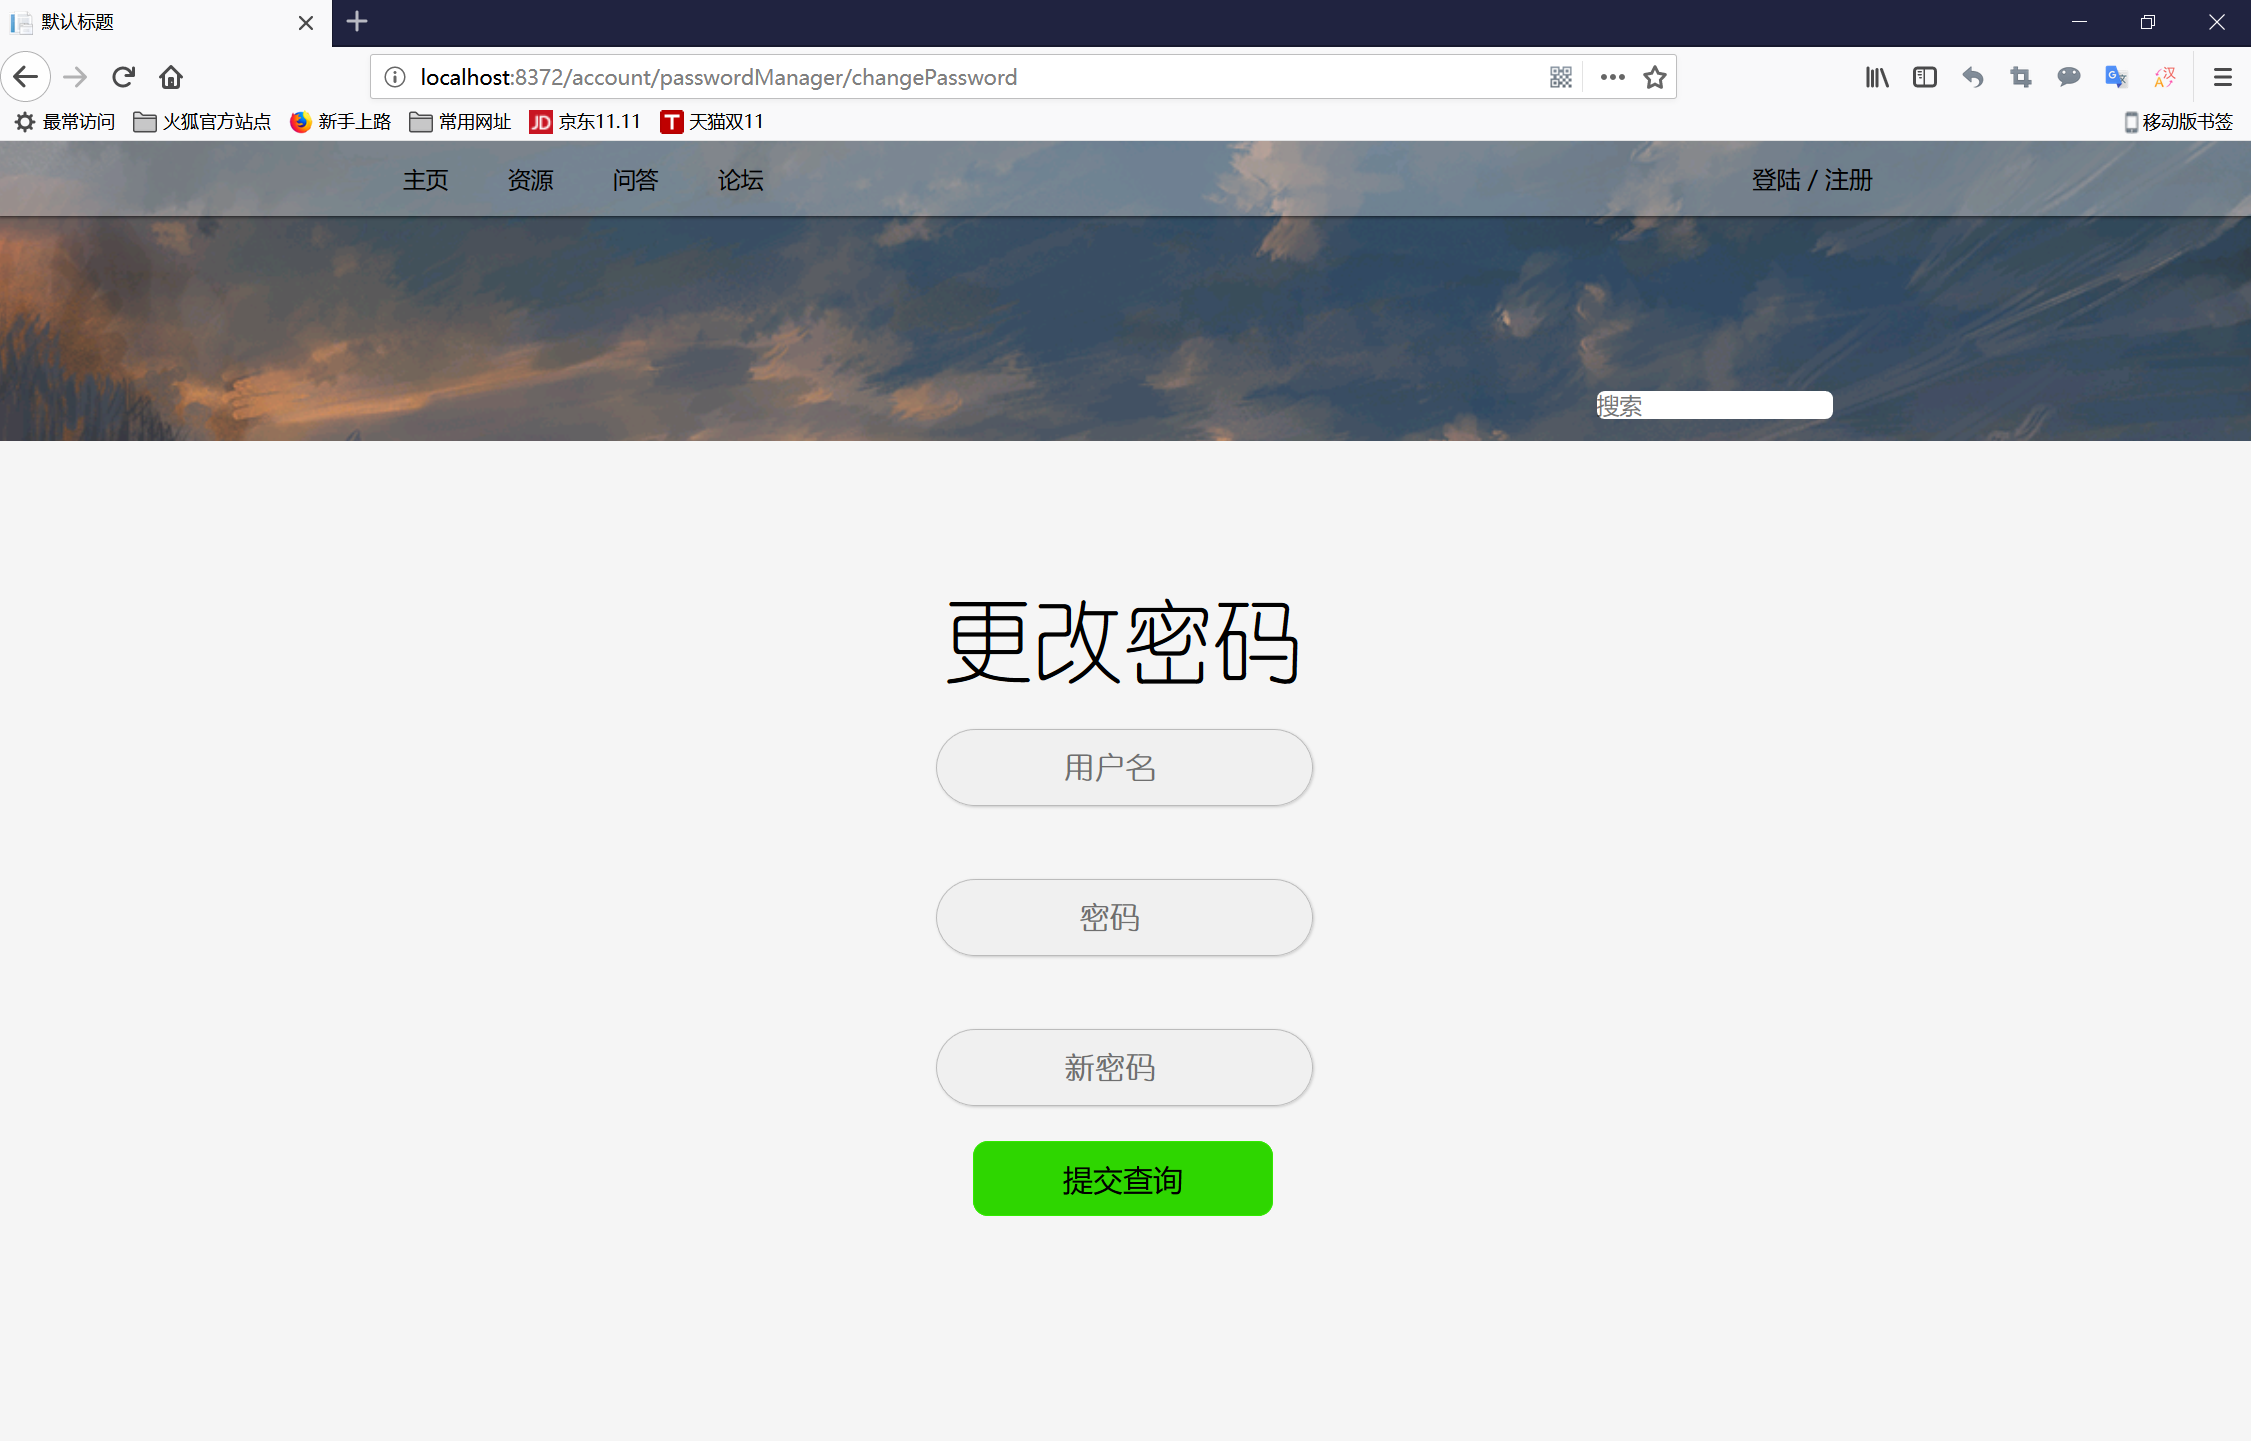 默认标题
localhost:8372/account/passwordManager/changePassword
最常访问 火狐官方站点 新手上路 常用网址 JD 京东11.11 T 天猫双11 移动版书签
主页 资源 问答 论坛 登陆 / 注册
搜索
更改密码
用户名
密码
新密码
提交查询